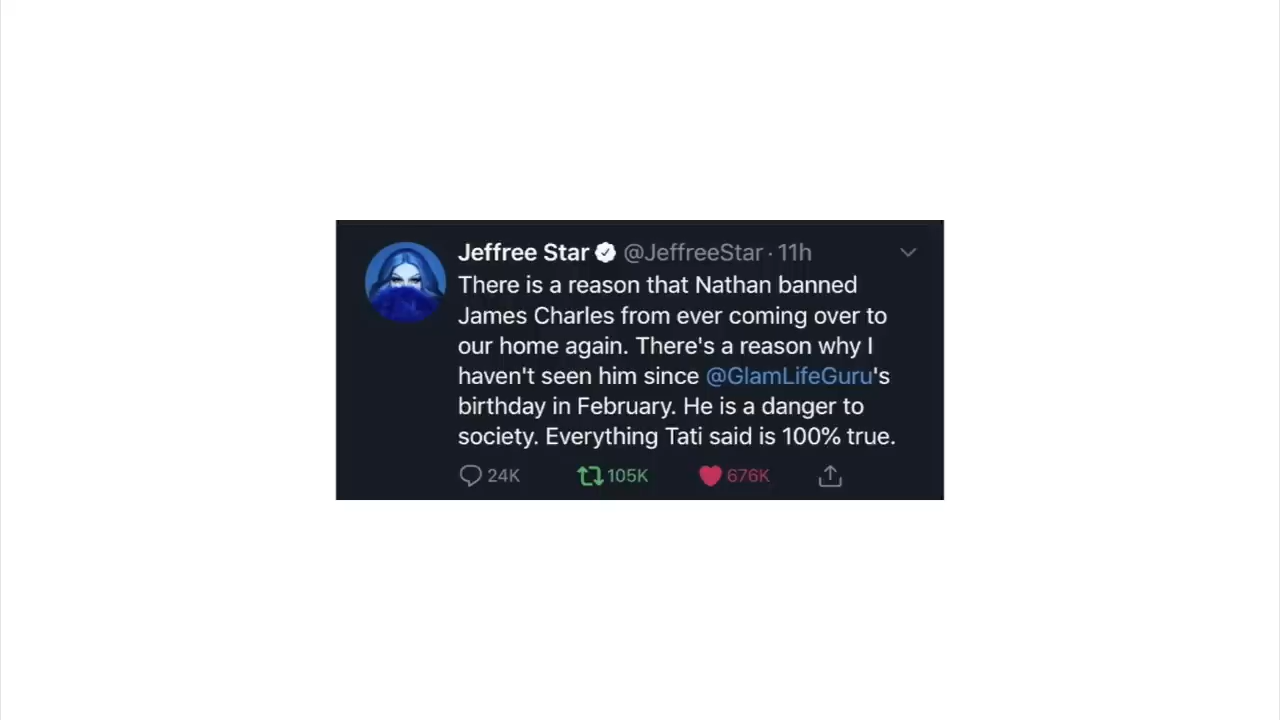 Jeffree Star @JeffreeStar · 11h
There is a reason that Nathan banned
James Charles from ever coming over to
our home again. There's a reason why I
haven't seen him since @GlamLifeGuru's
birthday in February. He is a danger to
society. Everything Tati said is 100% true.
24K 105K 676K